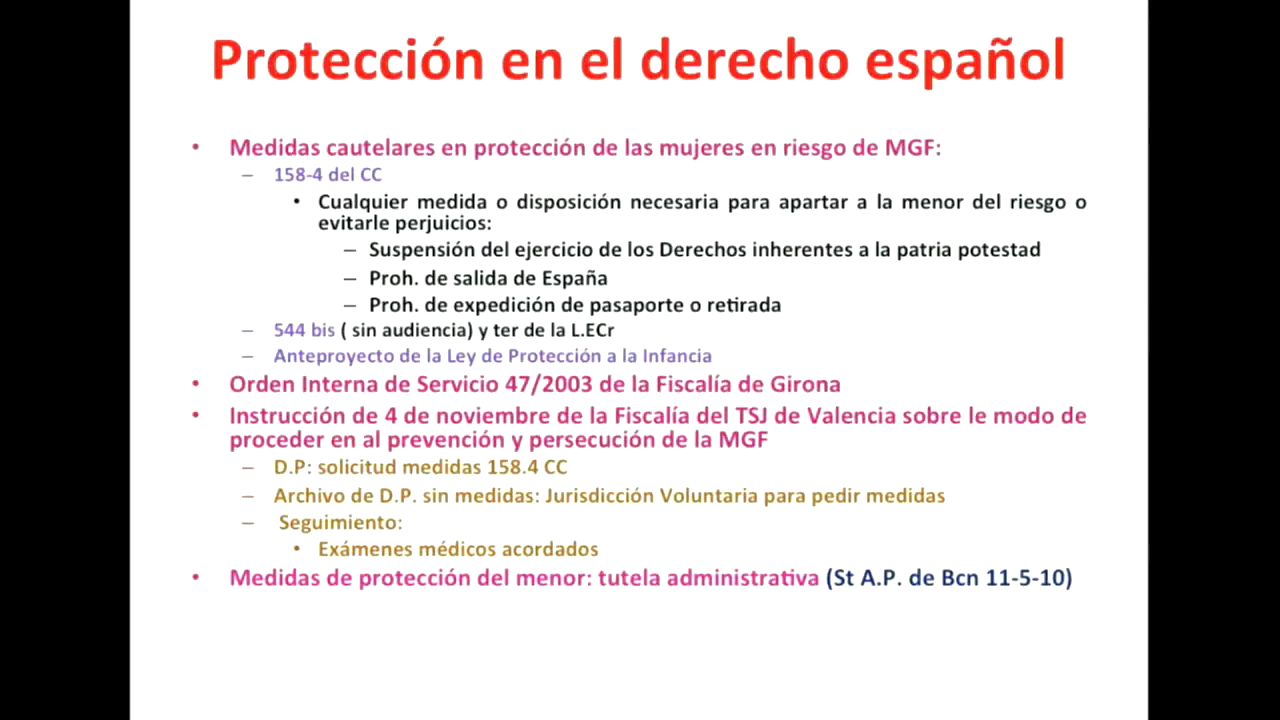 Protección en el derecho español
• Medidas cautelares en protección de las mujeres en riesgo de MGF:
– 158-4 del CC
• Cualquier medida o disposición necesaria para apartar a la menor del riesgo o
evitarle perjuicios:
– Suspensión del ejercicio de los Derechos inherentes a la patria potestad
– Proh. de salida de España
– Proh. de expedición de pasaporte o retirada
– 544 bis ( sin audiencia) y ter de la L.ECr
– Anteproyecto de la Ley de Protección a la Infancia
• Orden Interna de Servicio 47/2003 de la Fiscalía de Girona
• Instrucción de 4 de noviembre de la Fiscalía del TSJ de Valencia sobre le modo de
proceder en al prevención y persecución de la MGF
– D.P: solicitud medidas 158.4 CC
– Archivo de D.P. sin medidas: Jurisdicción Voluntaria para pedir medidas
– Seguimiento:
• Exámenes médicos acordados
• Medidas de protección del menor: tutela administrativa (St A.P. de Bcn 11-5-10)